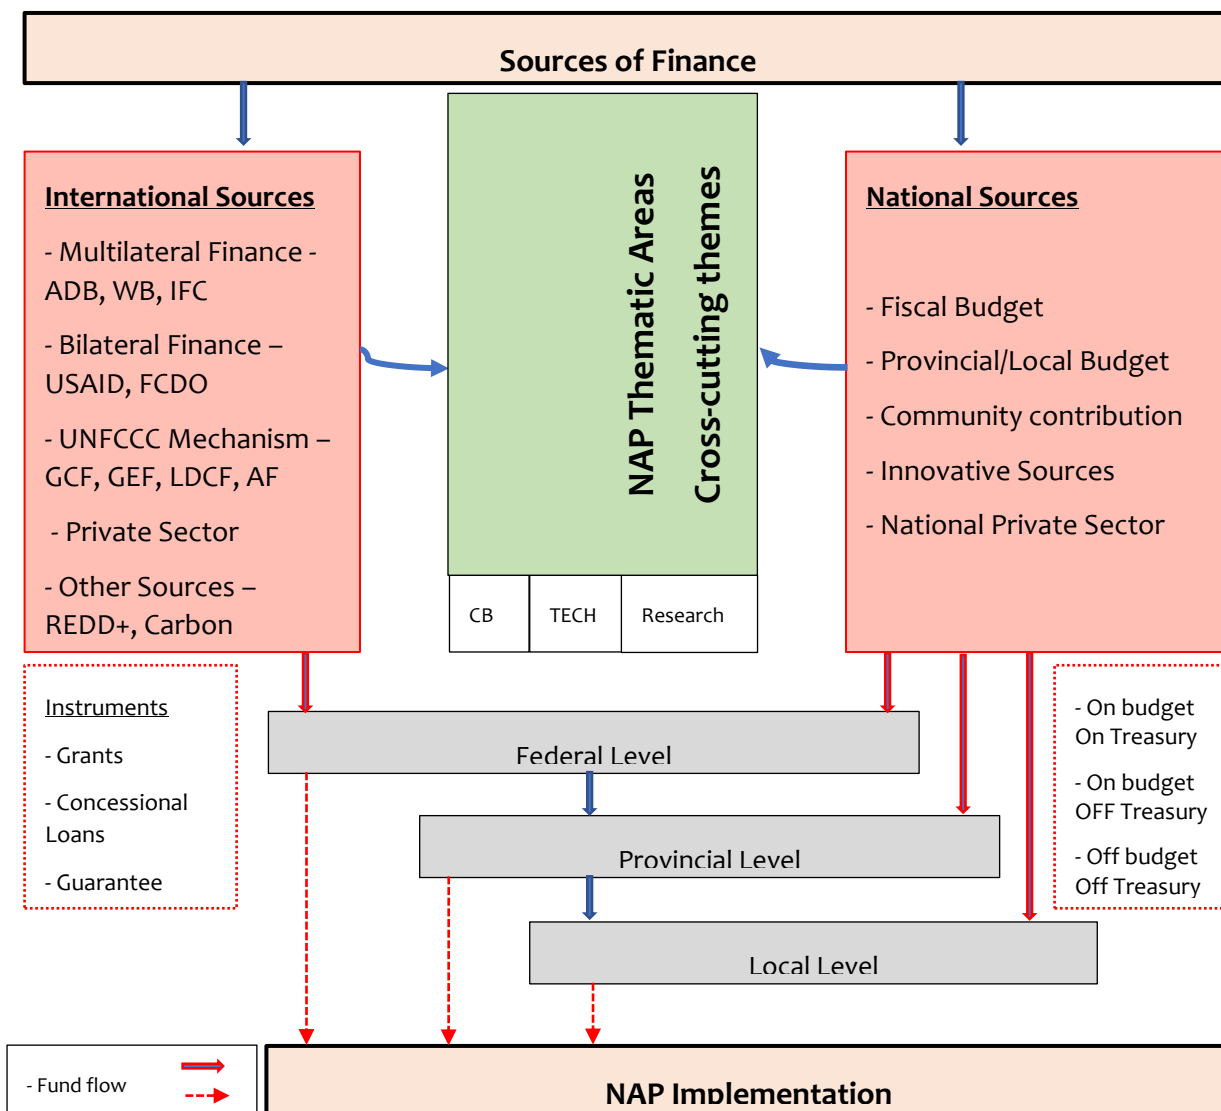 Sources of Finance
International Sources
- Multilateral Finance -
ADB, WB, IFC
- Bilateral Finance –
USAID, FCDO
- UNFCCC Mechanism –
GCF, GEF, LDCF, AF
- Private Sector
- Other Sources –
REDD+, Carbon
NAP Thematic Areas
Cross-cutting themes
CB
TECH
Research
National Sources
- Fiscal Budget
- Provincial/Local Budget
- Community contribution
- Innovative Sources
- National Private Sector
Instruments
- Grants
- Concessional
Loans
- Guarantee
- On budget
On Treasury
- On budget
OFF Treasury
- Off budget
Off Treasury
Federal Level
Provincial Level
Local Level
- Fund flow
NAP Implementation